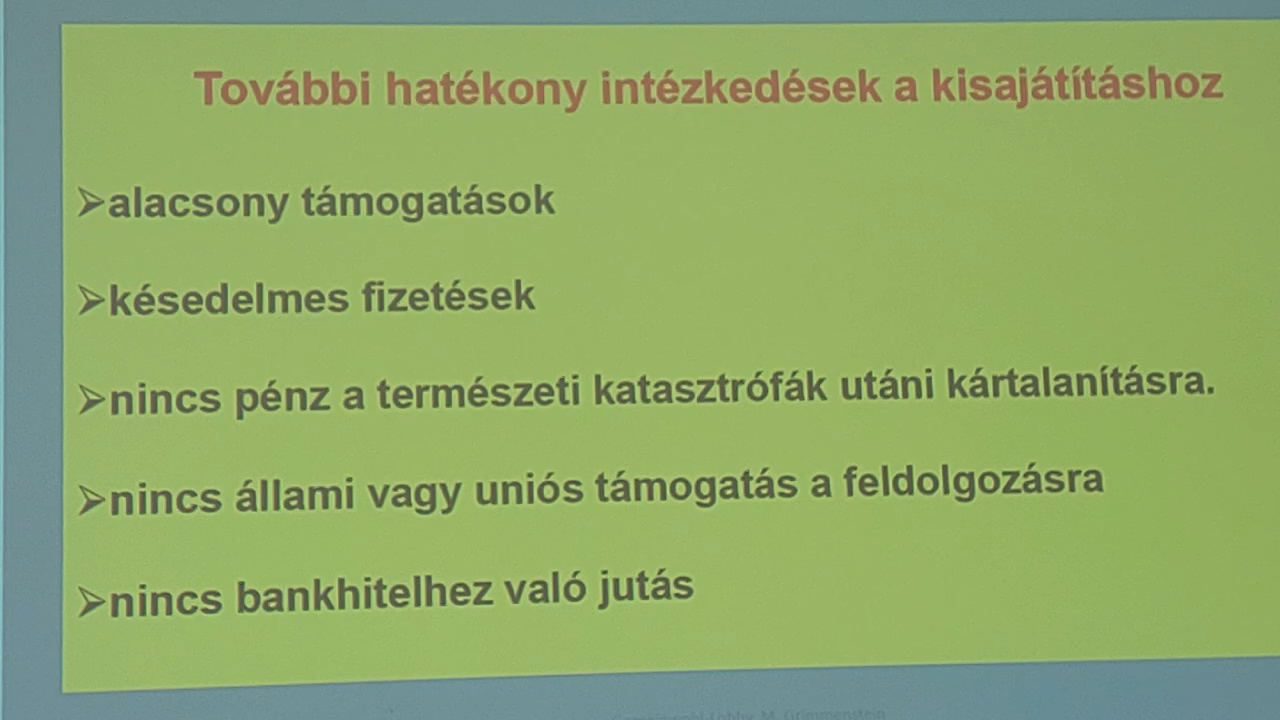 További hatékony intézkedések a kisajátításhoz
➢alacsony támogatások
➢késedelmes fizetések
➢nincs pénz a természeti katasztrófák utáni kártalanításra.
➢nincs állami vagy uniós támogatás a feldolgozásra
➢nincs bankhitelhez való jutás